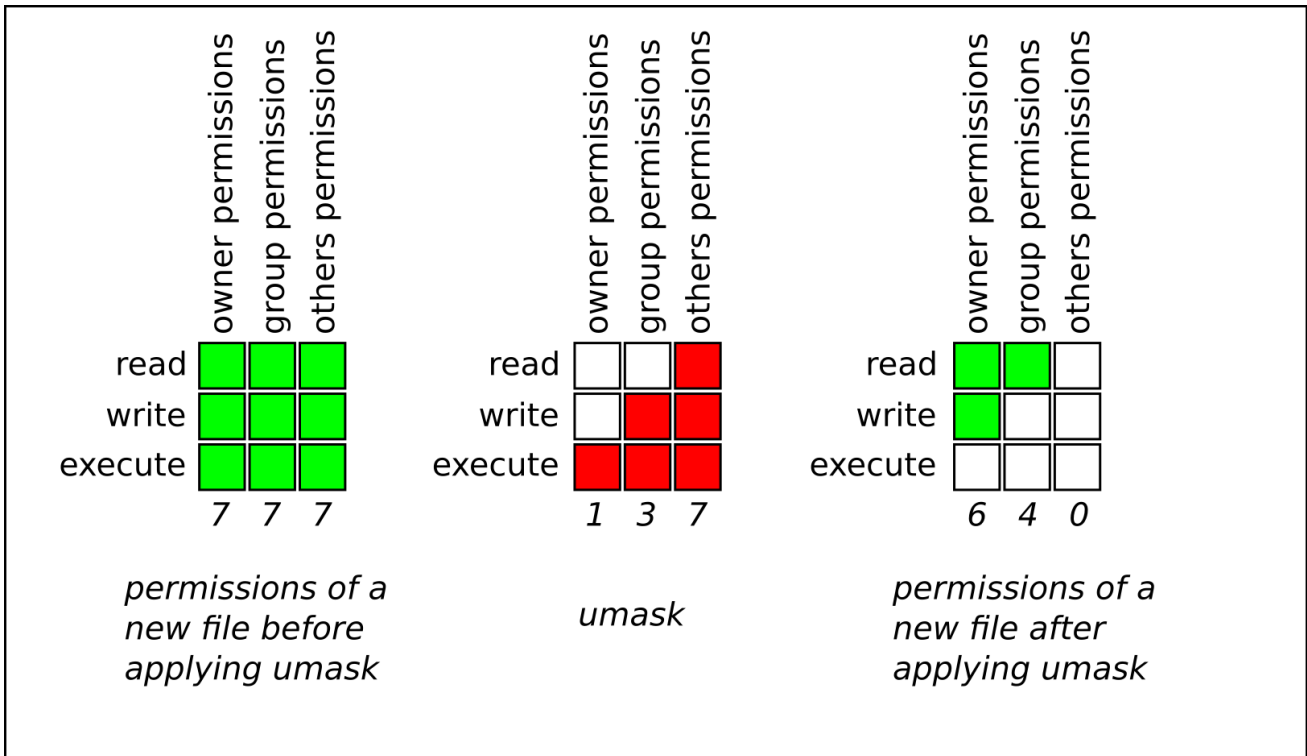 owner permissions
group permissions
others permissions
read
write
execute
7 7 7
permissions of a
new file before
applying umask
owner permissions
group permissions
others permissions
read
write
execute
1 3 7
umask
owner permissions
group permissions
others permissions
read
write
execute
6 4 0
permissions of a
new file after
applying umask